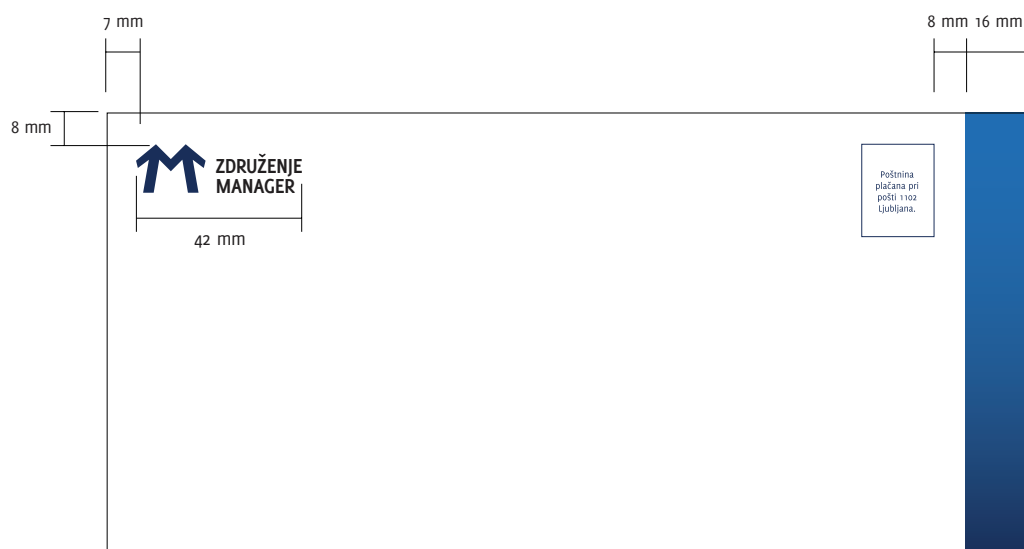 7 mm
8 mm 16 mm
8 mm
ZDRUŽENJE
MANAGER
42 mm
Poštnina
plačana pri
pošti 1102
Ljubljana.